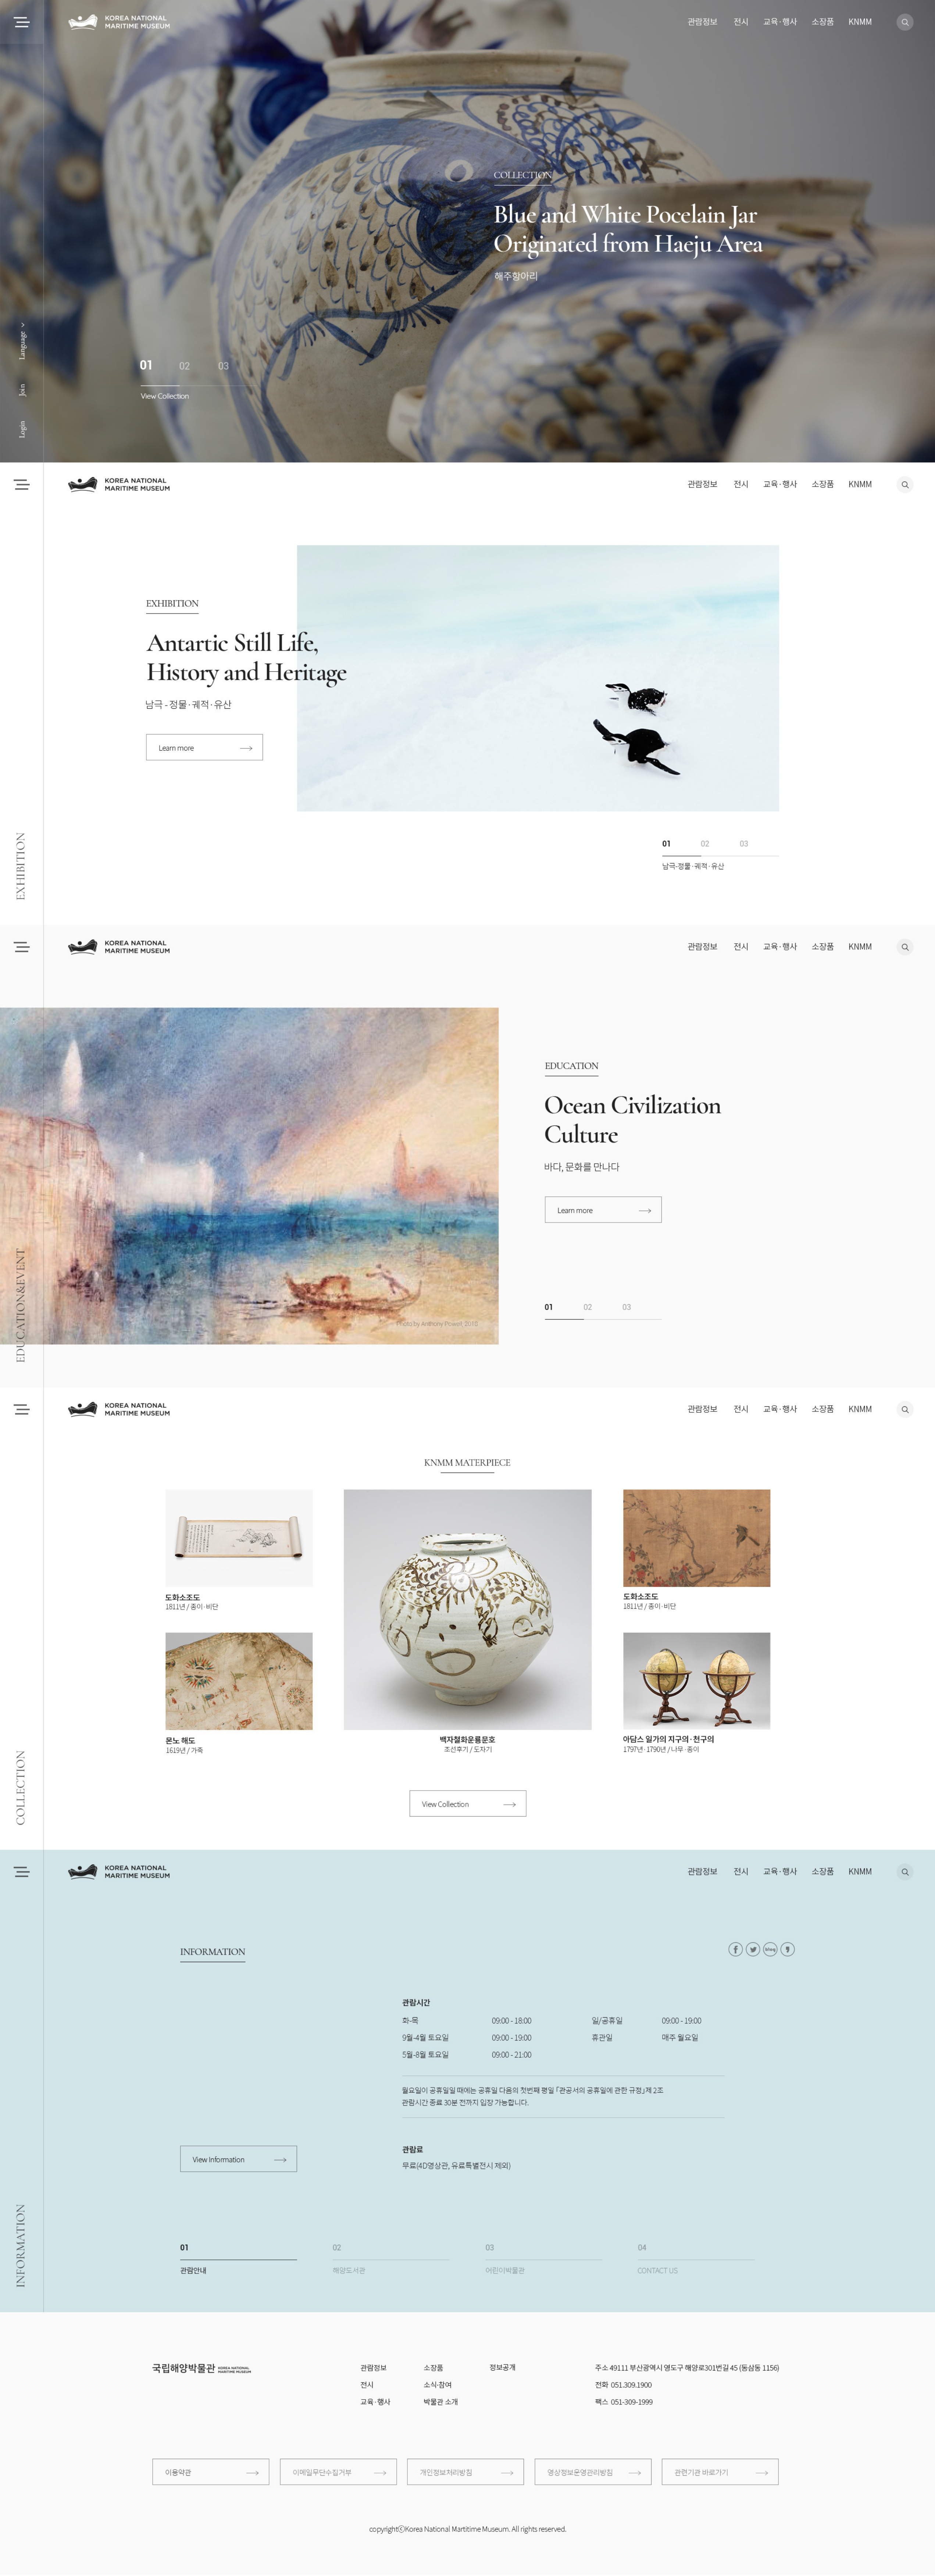 KOREA NATIONAL
MARITIME MUSEUM
관람정보 전시 교육·행사 소장품 KNMM
COLLECTION
Blue and White Pocelain Jar
Originated from Haeju Area
해주항아리
Language >
Join
Login
01 02 03
View Collection
KOREA NATIONAL
MARITIME MUSEUM
관람정보 전시 교육·행사 소장품 KNMM
EXHIBITION
Antartic Still Life,
History and Heritage
남극 - 정물·궤적·유산
Learn more
EXHIBITION
01 02 03
남극-정물·궤적·유산
KOREA NATIONAL
MARITIME MUSEUM
관람정보 전시 교육·행사 소장품 KNMM
EDUCATION
Ocean Civilization
Culture
바다, 문화를 만나다
Learn more
EDUCATION&EVENT
01 02 03
Photo by Anthony Powell, 2015
KOREA NATIONAL
MARITIME MUSEUM
관람정보 전시 교육·행사 소장품 KNMM
KNMM MATERPIECE
도화소조도
1811년 / 종이·비단
도화소조도
1811년 / 종이·비단
몬노 해도
1619년 / 가죽
백자철화운룡문호
조선후기 / 도자기
아담스 일가의 지구의·천구의
1797년·1790년 / 나무·종이
COLLECTION
View Collection
KOREA NATIONAL
MARITIME MUSEUM
관람정보 전시 교육·행사 소장품 KNMM
INFORMATION
blog
관람시간
화-목 09:00 - 18:00 일/공휴일 09:00 - 19:00
9월-4월 토요일 09:00 - 19:00 휴관일 매주 월요일
5월-8월 토요일 09:00 - 21:00
월요일이 공휴일일 때에는 공휴일 다음의 첫번째 평일 「관공서의 공휴일에 관한 규정」제 2조
관람시간 종료 30분 전까지 입장 가능합니다.
관람료
무료(4D영상관, 유료특별전시 제외)
View Information
INFORMATION
01 02 03 04
관람안내 해양도서관 어린이박물관 CONTACT US
국립해양박물관 KOREA NATIONAL
MARITIME MUSEUM
관람정보 소장품 정보공개 주소 49111 부산광역시 영도구 해양로301번길 45 (동삼동 1156)
전시 소식·참여 전화 051.309.1900
교육·행사 박물관 소개 팩스 051-309-1999
이용약관 이메일무단수집거부 개인정보처리방침 영상정보운영관리방침 관련기관 바로가기
copyrightⓒKorea National Martitime Museum. All rights reserved.